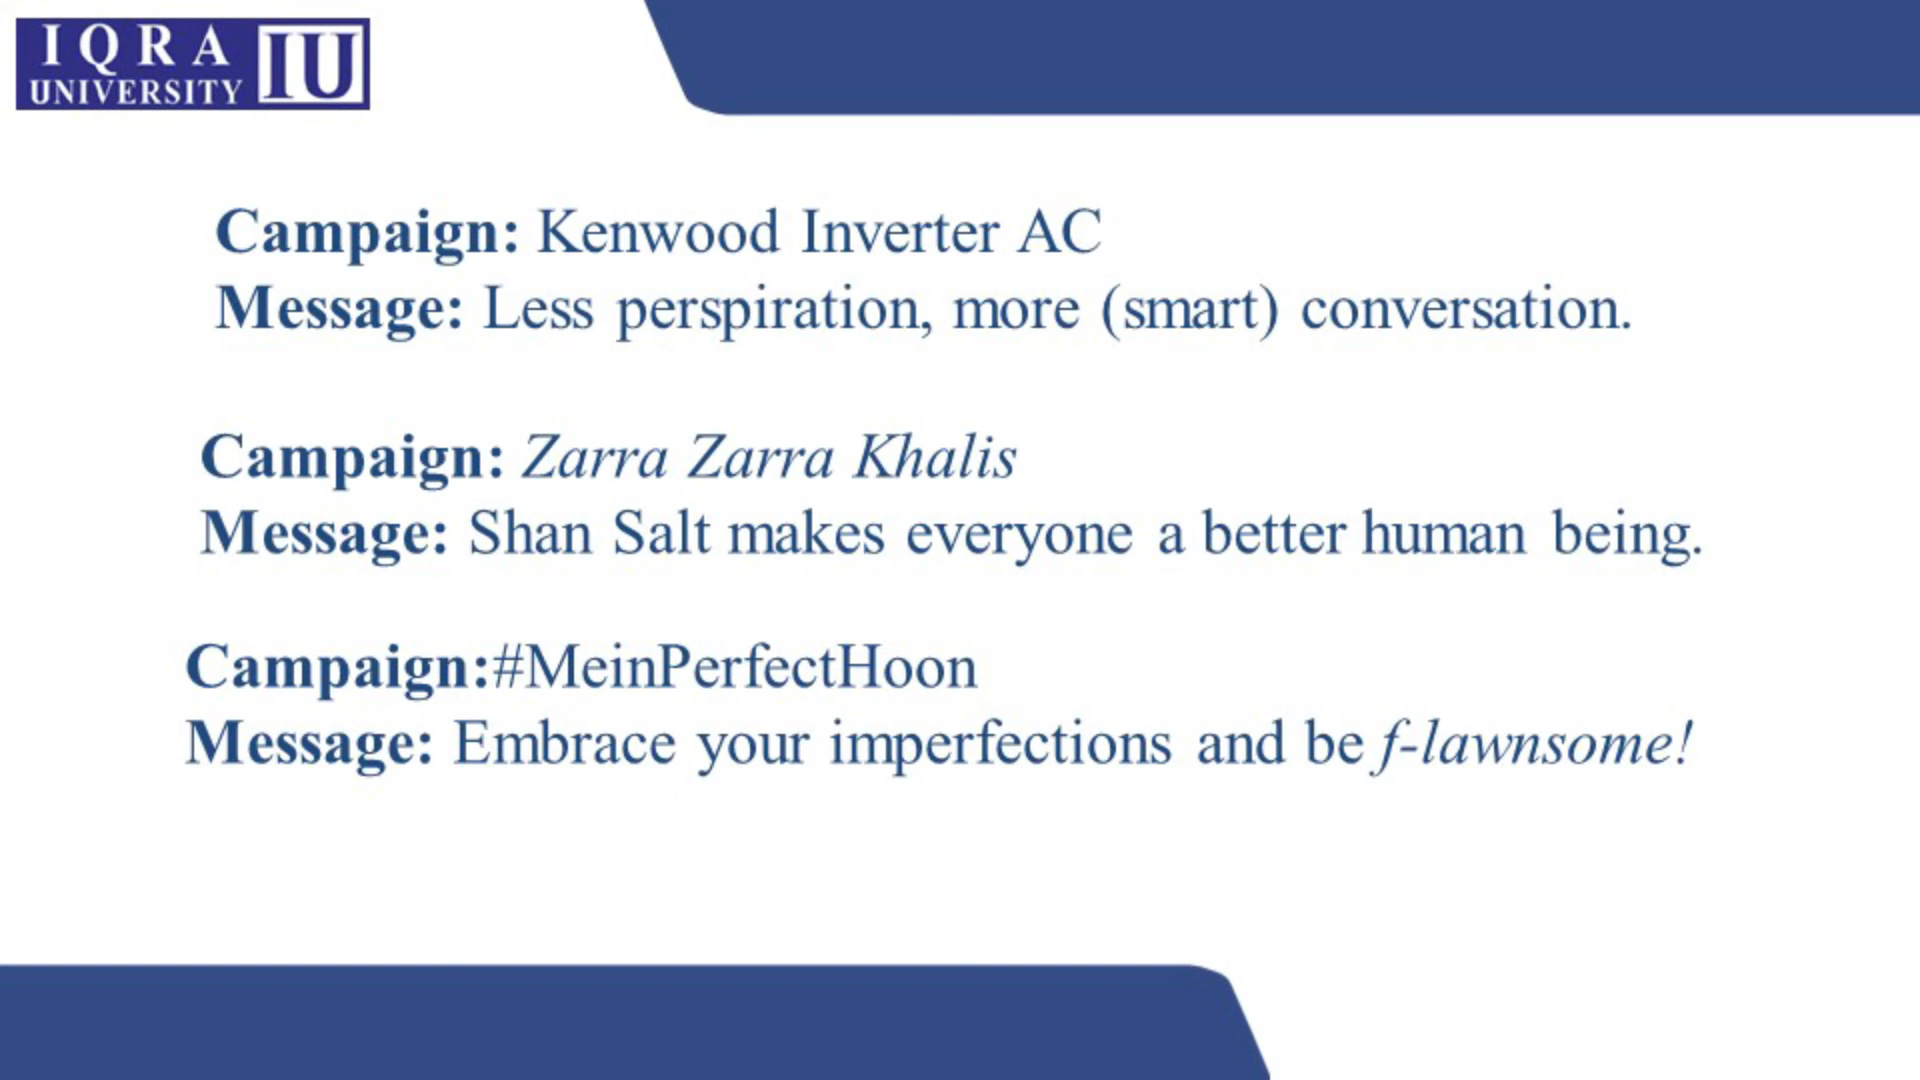 IQRA
UNIVERSITY
IU
Campaign: Kenwood Inverter AC
Message: Less perspiration, more (smart) conversation.
Campaign: Zarra Zarra Khalis
Message: Shan Salt makes everyone a better human being.
Campaign:#MeinPerfectHoon
Message: Embrace your imperfections and be f-lawnsome!